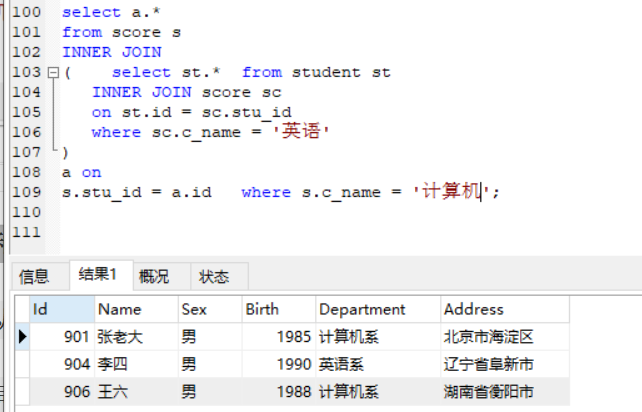 100 select a.*
101 from score s
102 INNER JOIN
103 ( select st.* from student st
104 INNER JOIN score sc
105 on st.id = sc.stu_id
106 where sc.c_name = '英语'
107 )
108 a on
109 s.stu_id = a.id where s.c_name = '计算机';
110
111
信息 结果1 概况 状态
Id Name Sex Birth Department Address
901 张老大 男 1985 计算机系 北京市海淀区
904 李四 男 1990 英语系 辽宁省阜新市
906 王六 男 1988 计算机系 湖南省衡阳市